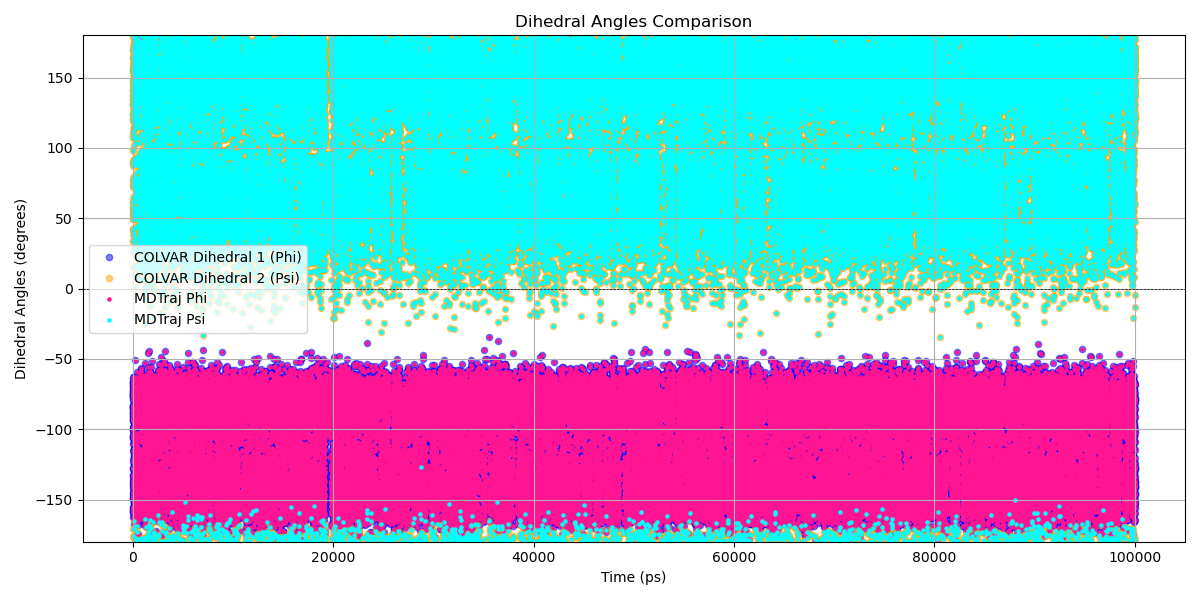 Dihedral Angles Comparison
Dihedral Angles (degrees)
150
100
50
0
−50
−100
−150
COLVAR Dihedral 1 (Phi)
COLVAR Dihedral 2 (Psi)
MDTraj Phi
MDTraj Psi
0 20000 40000 60000 80000 100000
Time (ps)